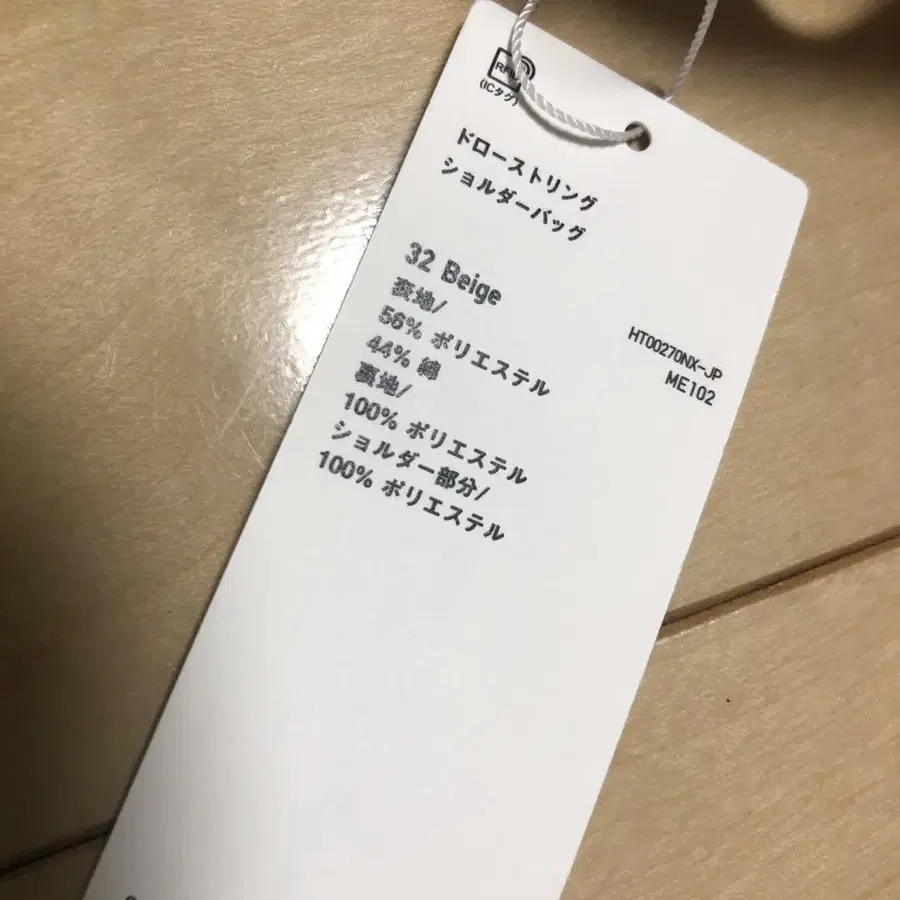 RFID
(ICタグ)
ドローストリング
ショルダーバッグ
32 Beige
表地/
56% ポリエステル
44% 綿
裏地/
100% ポリエステル
ショルダー部分/
100% ポリエステル
HT00270NX-JP
ME102